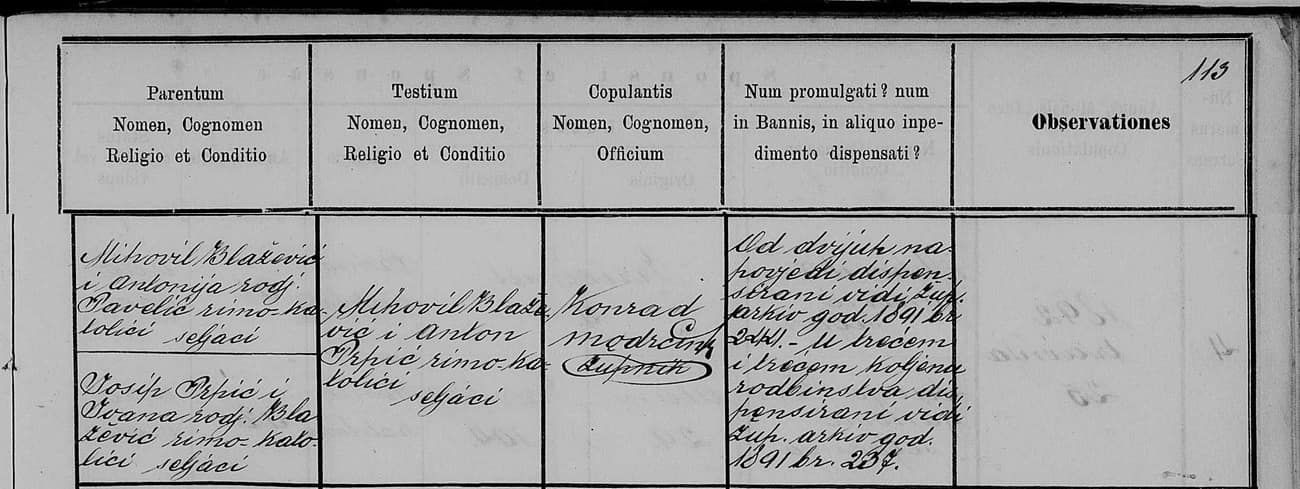 113
Parentum
Nomen, Cognomen
Religio et Conditio
Testium
Nomen, Cognomen,
Religio et Conditio
Copulantis
Nomen, Cognomen,
Officium
Num promulgati? num
in Bannis, in aliquo inpe-
dimento dispensati?
Observationes
Mihovil Blažević
i Antonija rodj.
Pavelić rimo-ka-
tolici
seljaci
Josip Prpić i
Ivana rodj. Bla
žević rimo-kato-
lici seljaci
Mihovil Blaže
vić i Anton
Prpić rimo-ka-
tolici
seljaci
Konrad
Modrčin
župnik
Od dvijuh na-
povjedi dispen-
sirani vidi žup.
arkiv god. 1891 br.
244.- U trećem
i trećem koljenu
rodbinstva dis
pensirani vidi
žup. arkiv god.
1891 br. 237.